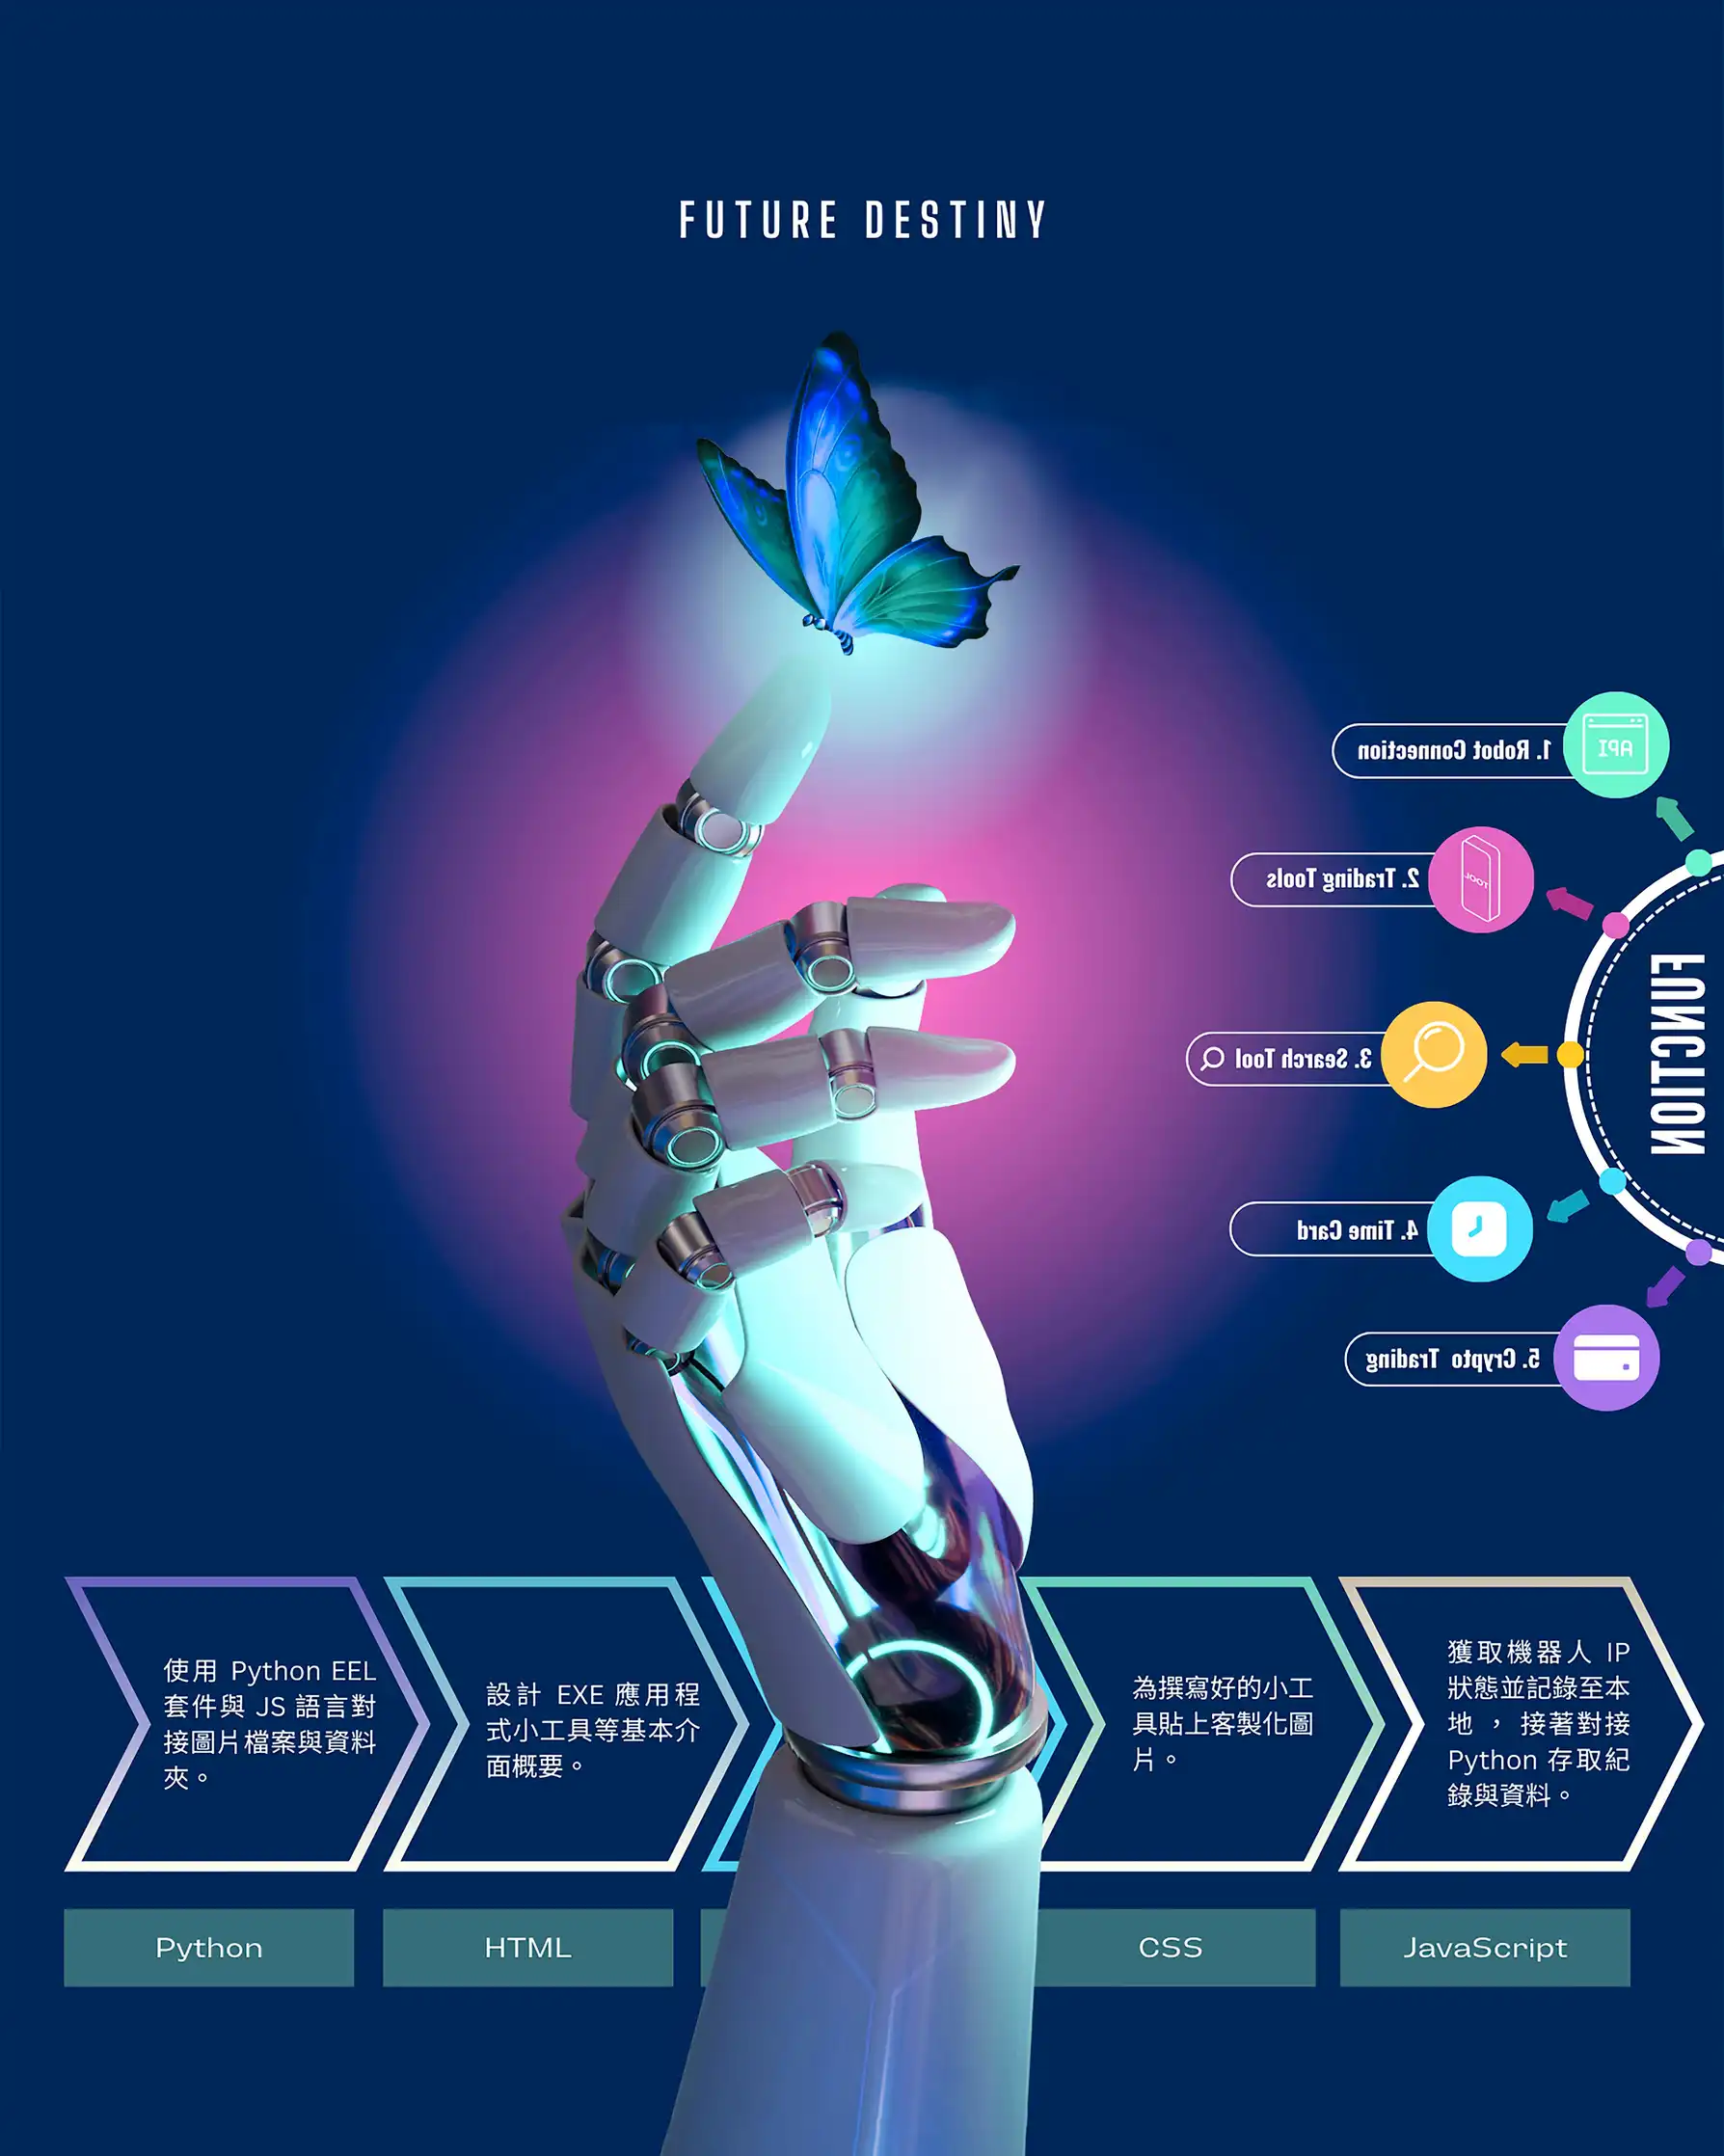 FUTURE DESTINY
API
1. Robot Connection
TOOL
2. Trading Tools
FUNCTION
3. Search Tool
4. Time Card
5. Crypto Trading
使用 Python EEL
套件與 JS 語言對
接圖片檔案與資料
夾。
設計 EXE 應用程
式小工具等基本介
面概要。
為撰寫好的小工
具貼上客製化圖
片。
獲取機器人 IP
狀態並記錄至本
地，接著對接
Python 存取紀
錄與資料。
Python
HTML
CSS
JavaScript